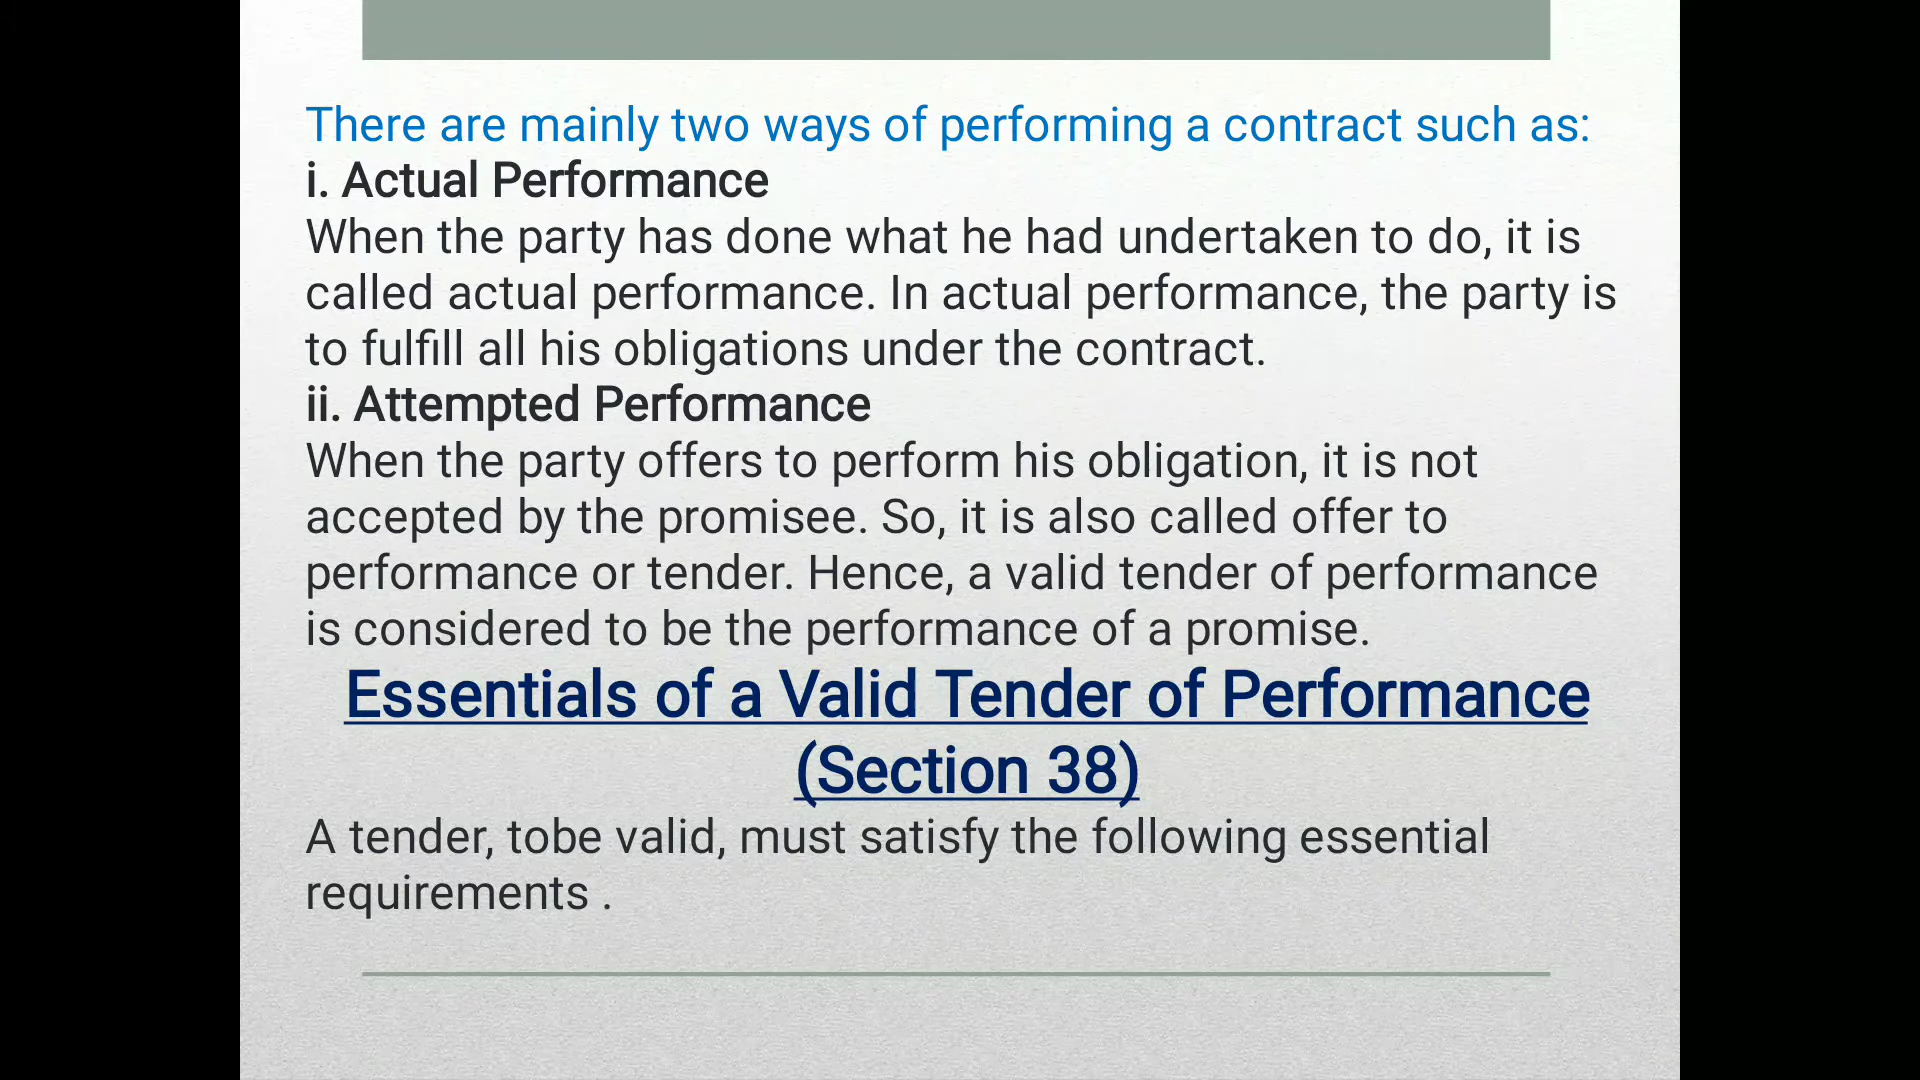 There are mainly two ways of performing a contract such as:
i. Actual Performance
When the party has done what he had undertaken to do, it is
called actual performance. In actual performance, the party is
to fulfill all his obligations under the contract.
ii. Attempted Performance
When the party offers to perform his obligation, it is not
accepted by the promisee. So, it is also called offer to
performance or tender. Hence, a valid tender of performance
is considered to be the performance of a promise.
Essentials of a Valid Tender of Performance
(Section 38)
A tender, tobe valid, must satisfy the following essential
requirements .